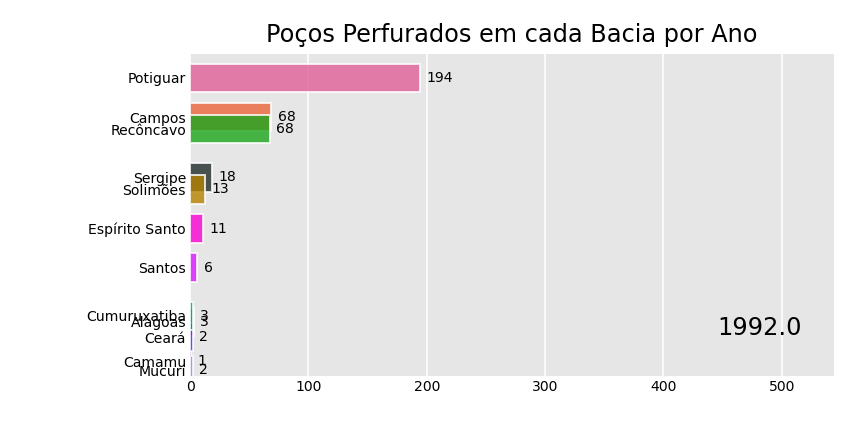 Poços Perfurados em cada Bacia por Ano
Potiguar 194
Campos 68
Recôncavo 68
Sergipe 18
Solimões 13
Espírito Santo 11
Santos 6
Cumuruxatiba 3
Alagoas 3
Ceará 2
Camamu 1
Mucuri 2
1992.0
0 100 200 300 400 500